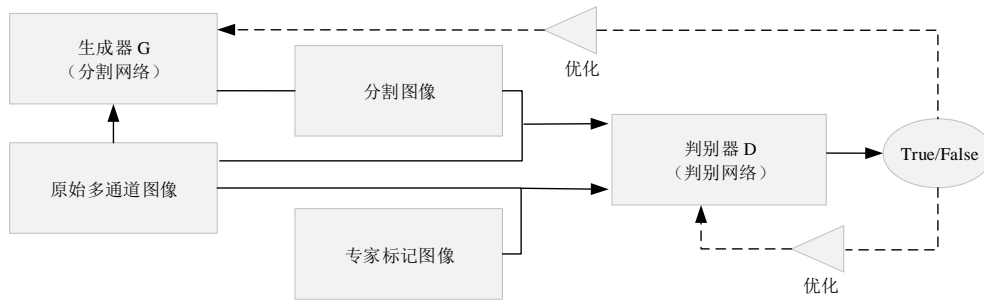 生成器 G
（分割网络）
优化
分割图像
原始多通道图像
判别器 D
（判别网络）
True/False
专家标记图像
优化